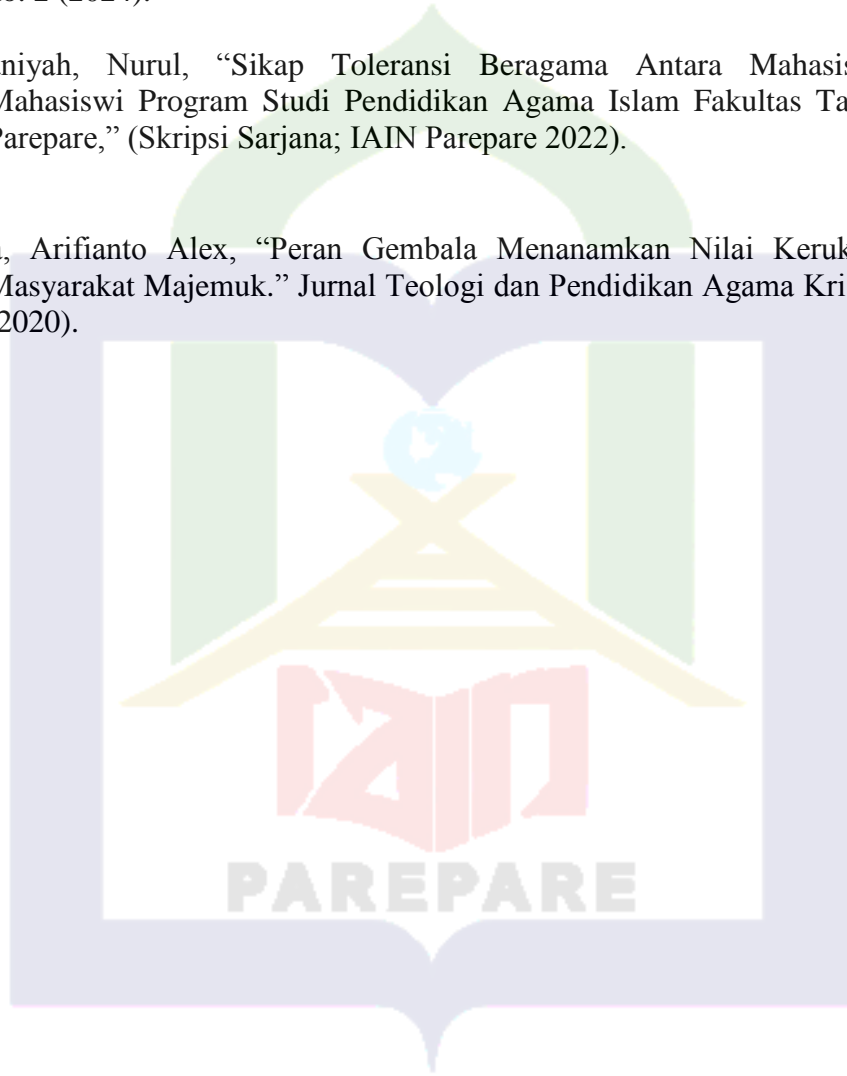 2 (2024).
aniyah, Nurul, “Sikap Toleransi Beragama Antara Mahasis
Mahasiswi Program Studi Pendidikan Agama Islam Fakultas Ta
Parepare,” (Skripsi Sarjana; IAIN Parepare 2022).
, Arifianto Alex, “Peran Gembala Menanamkan Nilai Keruk
Masyarakat Majemuk.” Jurnal Teologi dan Pendidikan Agama Kri
2020).
iain
PAREPARE